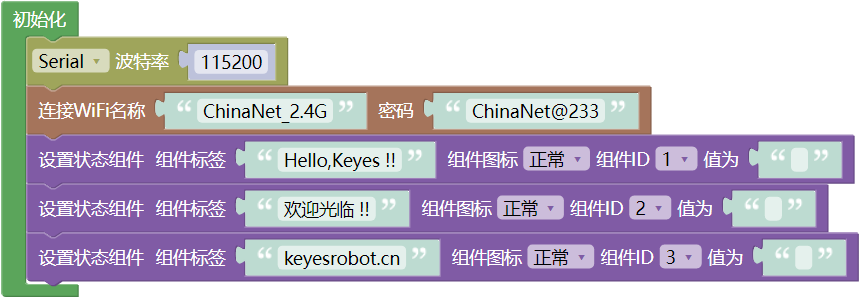 初始化
Serial 波特率 115200
连接WiFi名称 “ ChinaNet_2.4G ” 密码 “ ChinaNet@233 ”
设置状态组件 组件标签 “ Hello,Keyes !! ” 组件图标 正常 组件ID 1 值为 “ ”
设置状态组件 组件标签 “ 欢迎光临 !! ” 组件图标 正常 组件ID 2 值为 “ ”
设置状态组件 组件标签 “ keyesrobot.cn ” 组件图标 正常 组件ID 3 值为 “ ”